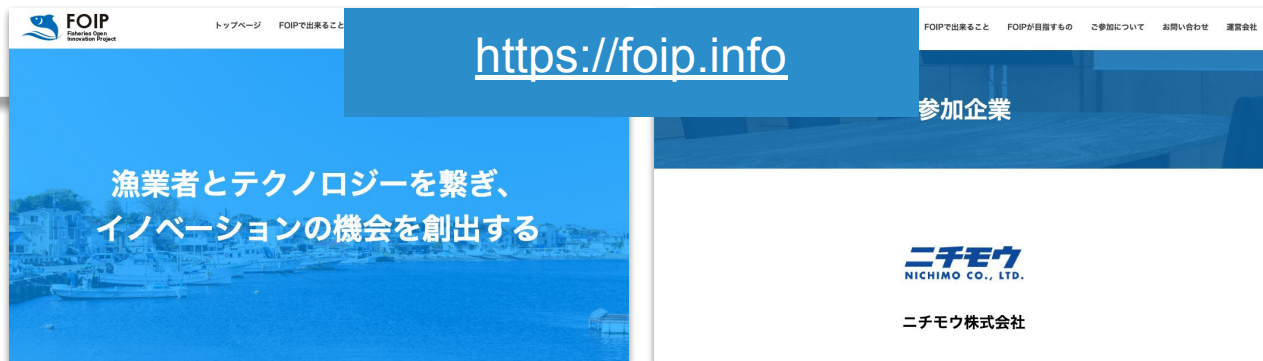 FOIP
Fisheries Open
Innovation Project
トップページ
FOIPで出来ること
https://foip.info
FOIPで出来ること
FOIPが目指すもの
ご参加について
お問い合わせ
運営会社
漁業者とテクノロジーを繋ぎ、
イノベーションの機会を創出する
参加企業
ニチモウ
NICHIMO CO., LTD.
ニチモウ株式会社